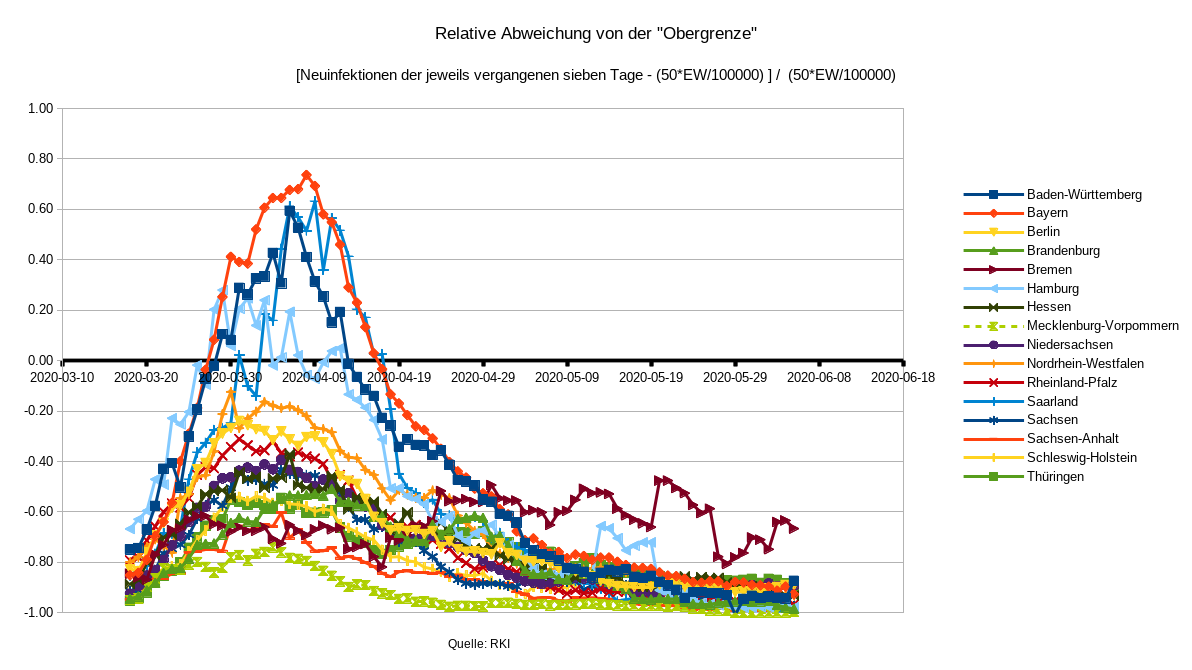 Relative Abweichung von der "Obergrenze"
[Neuinfektionen der jeweils vergangenen sieben Tage - (50*EW/100000) ] / (50*EW/100000)
1.00
0.80
0.60
0.40
0.20
0.00
2020-03-10 2020-03-20 2020-03-30 2020-04-09 2020-04-19 2020-04-29 2020-05-09 2020-05-19 2020-05-29 2020-06-08 2020-06-18
-0.20
-0.40
-0.60
-0.80
-1.00
Baden-Württemberg
Bayern
Berlin
Brandenburg
Bremen
Hamburg
Hessen
Mecklenburg-Vorpommern
Niedersachsen
Nordrhein-Westfalen
Rheinland-Pfalz
Saarland
Sachsen
Sachsen-Anhalt
Schleswig-Holstein
Thüringen
Quelle: RKI